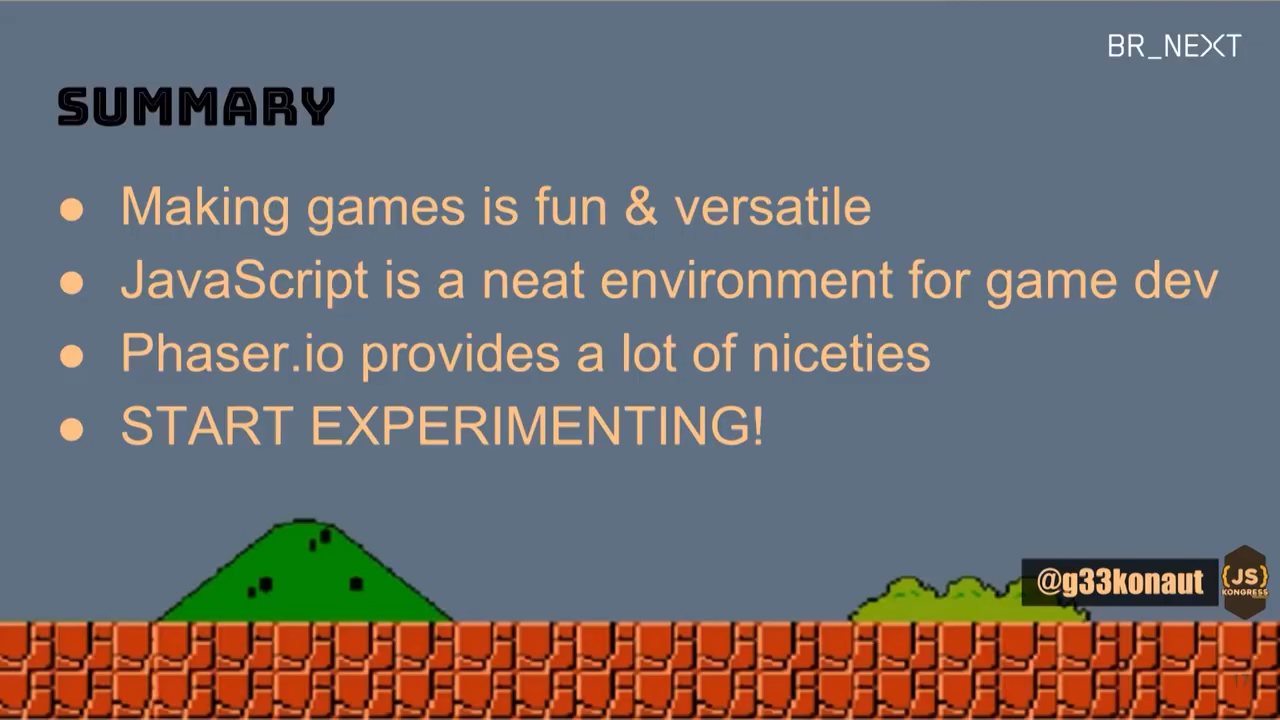 BR_NEXT
SUMMARY
● Making games is fun & versatile
● JavaScript is a neat environment for game dev
● Phaser.io provides a lot of niceties
● START EXPERIMENTING!
@g33konaut
{JS}
KONGRESS
17